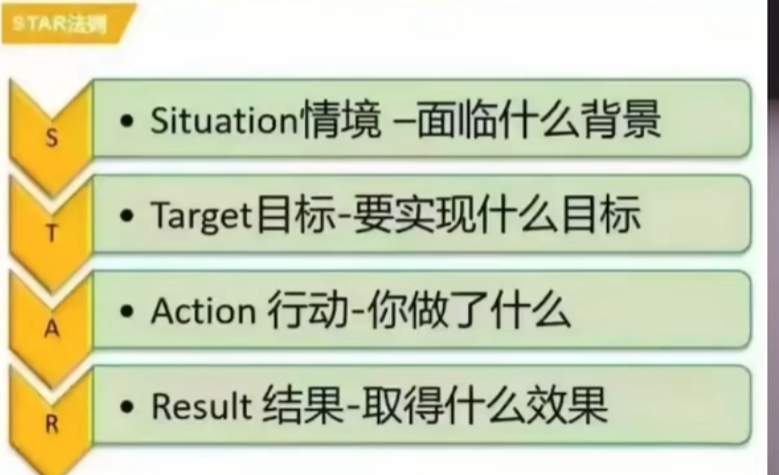 STAR法则
S
• Situation情境 –面临什么背景
T
• Target目标-要实现什么目标
A
• Action 行动-你做了什么
R
• Result 结果-取得什么效果